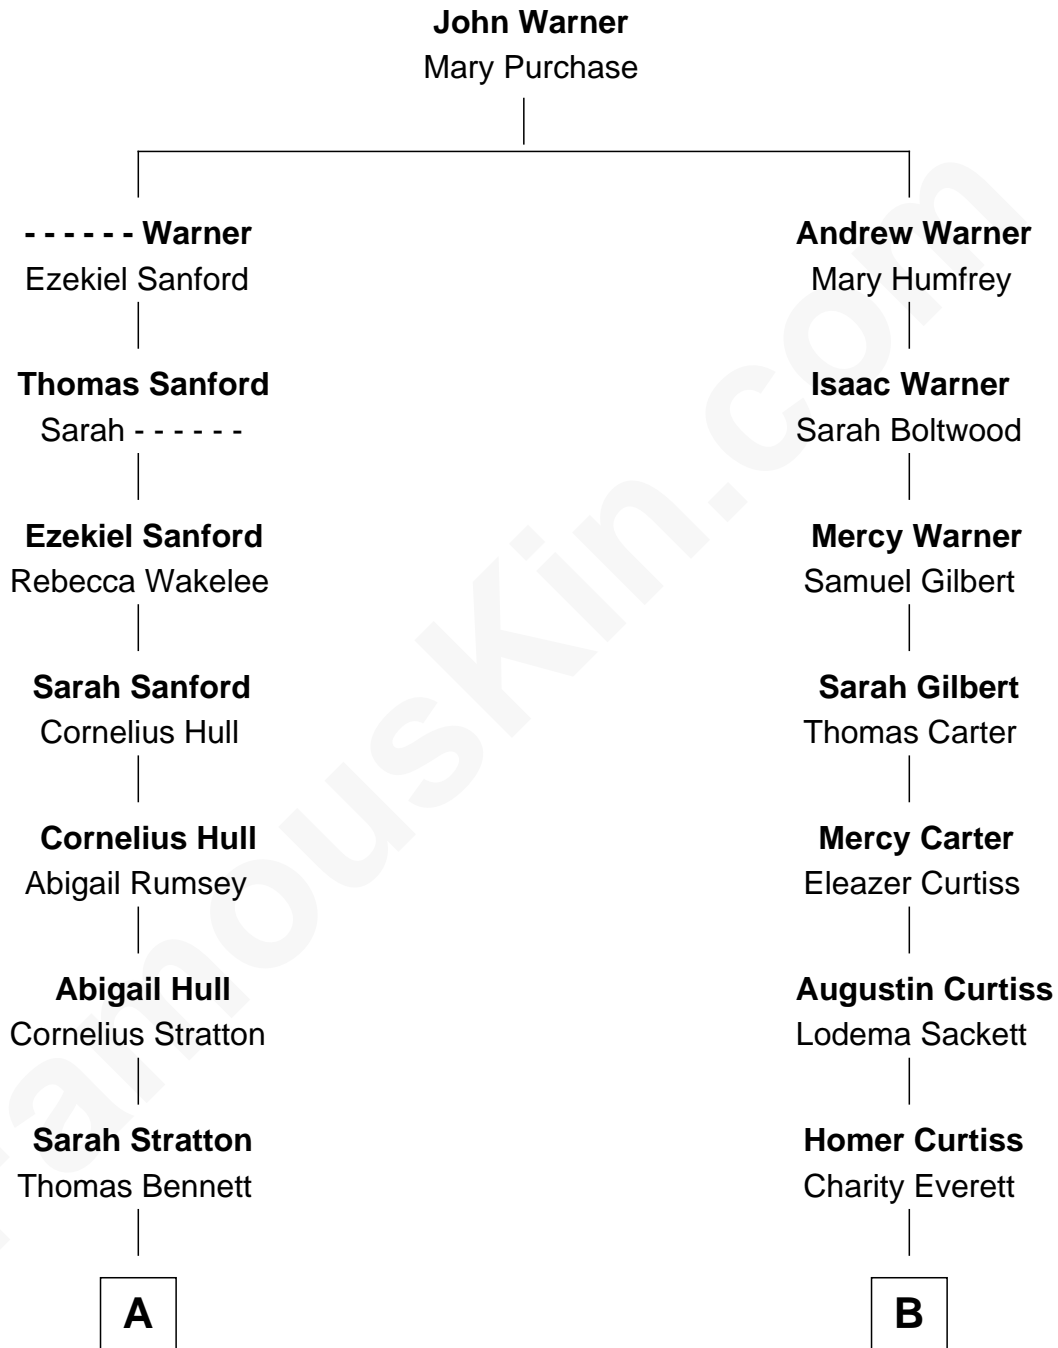 John Warner
Mary Purchase
- - - - - - Warner
Ezekiel Sanford
Andrew Warner
Mary Humfrey
Thomas Sanford
Sarah - - - - - -
Isaac Warner
Sarah Boltwood
Ezekiel Sanford
Rebecca Wakelee
Mercy Warner
Samuel Gilbert
Sarah Sanford
Cornelius Hull
Sarah Gilbert
Thomas Carter
Cornelius Hull
Abigail Rumsey
Mercy Carter
Eleazer Curtiss
Abigail Hull
Cornelius Stratton
Augustin Curtiss
Lodema Sackett
Sarah Stratton
Thomas Bennett
Homer Curtiss
Charity Everett
A
B
FamousKin.com